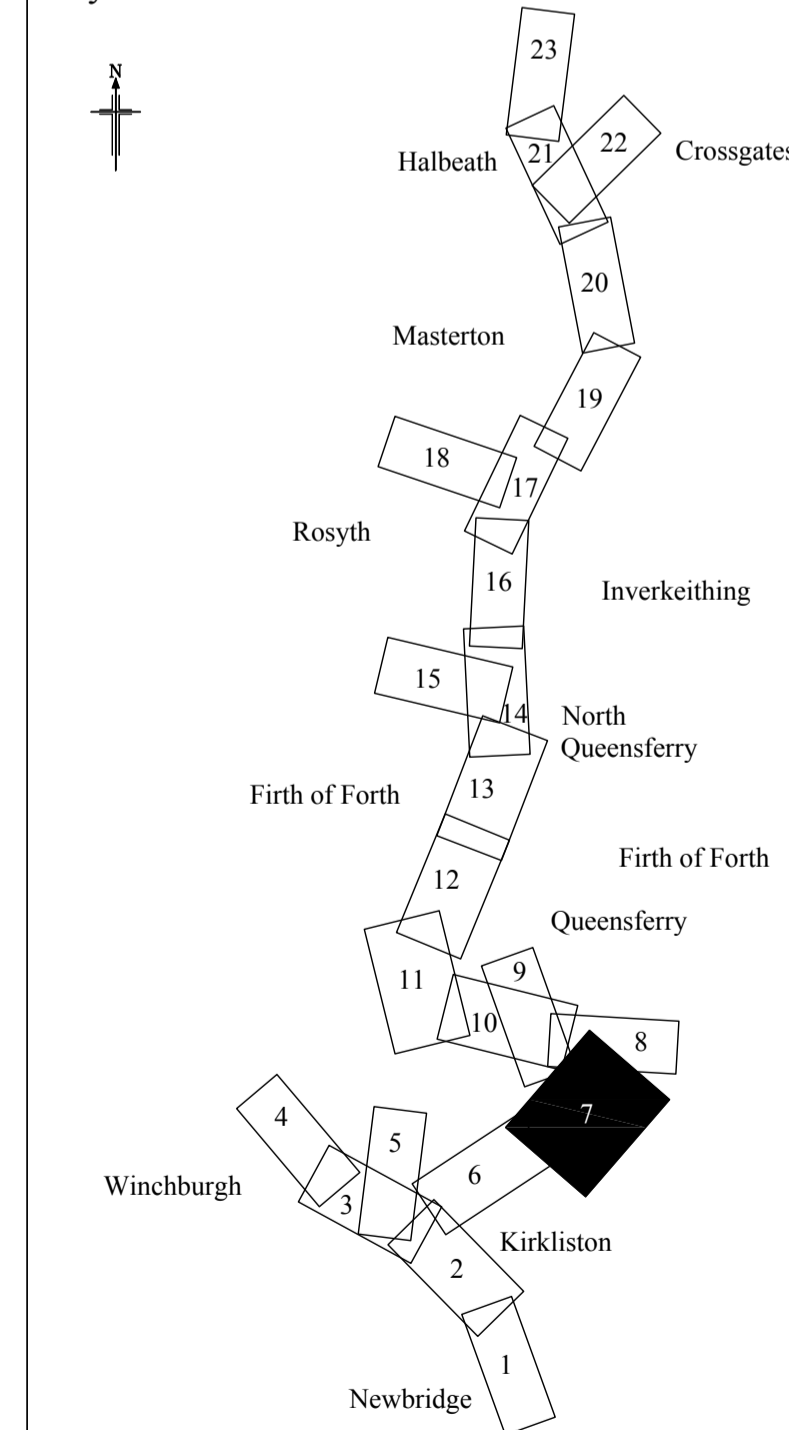 N
23
22
21
Halbeath
Crossgates
20
Masterton
19
18
17
Rosyth
16
Inverkeithing
15
14
North
Queensferry
13
Firth of Forth
Firth of Forth
12
Queensferry
9
11
10
8
7
4
5
6
Winchburgh
3
Kirkliston
2
1
Newbridge